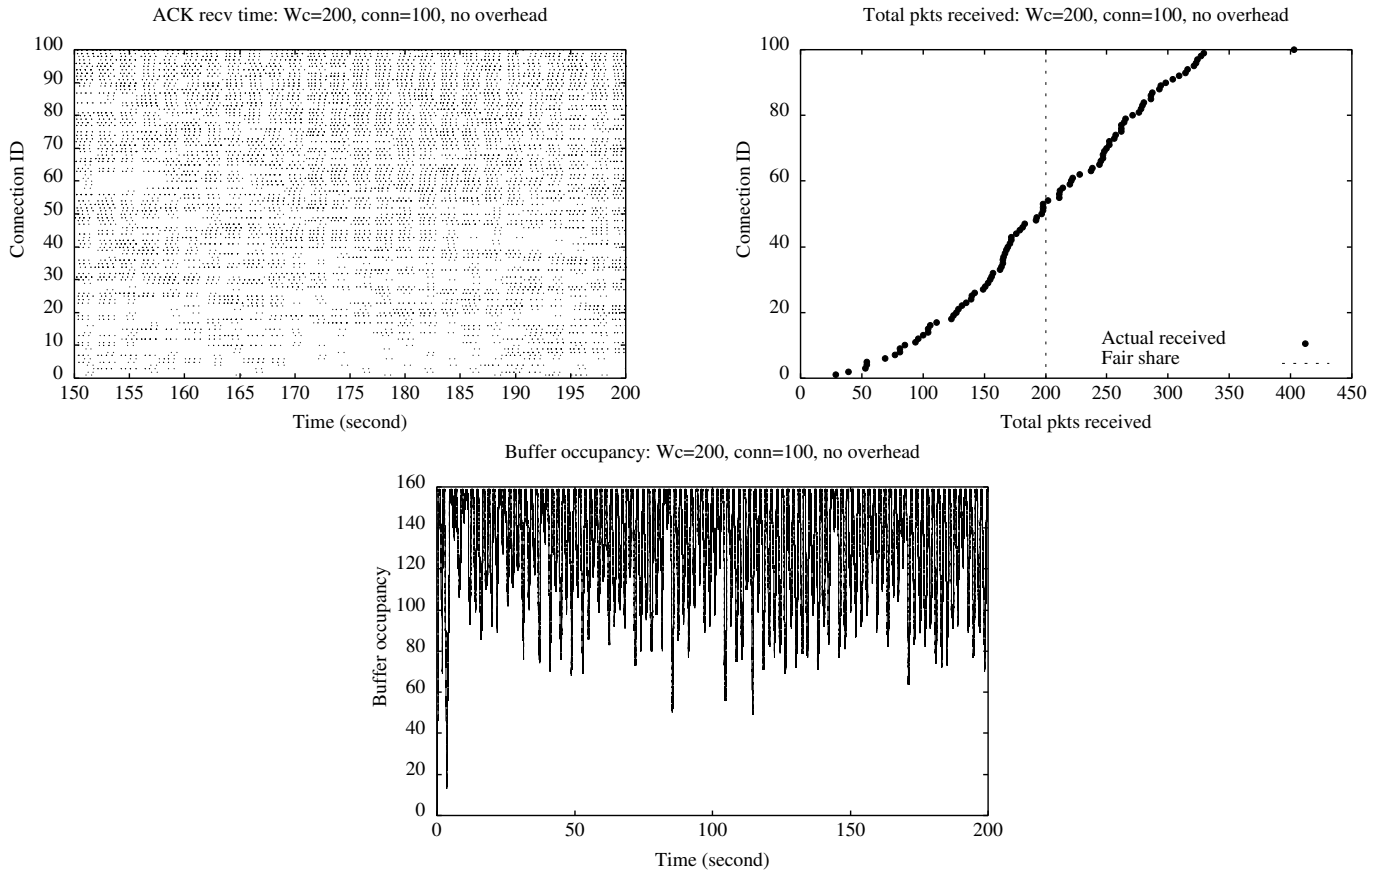 ACK recv time: Wc=200, conn=100, no overhead
100
90
80
70
60
50
40
30
20
10
0
Connection ID
150 155 160 165 170 175 180 185 190 195 200
Time (second)
Total pkts received: Wc=200, conn=100, no overhead
100
80
60
40
20
0
Connection ID
Actual received
Fair share
0 50 100 150 200 250 300 350 400 450
Total pkts received
Buffer occupancy: Wc=200, conn=100, no overhead
160
140
120
100
80
60
40
20
0
Buffer occupancy
0 50 100 150 200
Time (second)